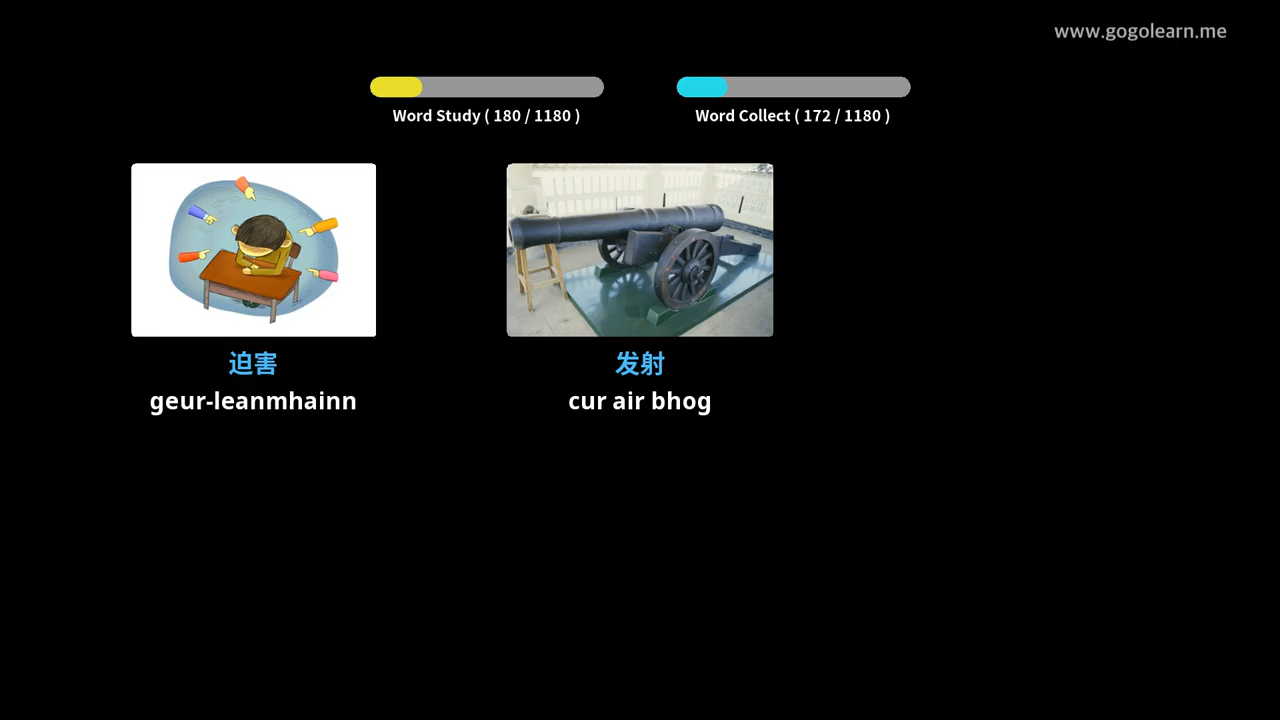 www.gogolearn.me
Word Study ( 180 / 1180 )
Word Collect ( 172 / 1180 )
迫害
geur-leanmhainn
发射
cur air bhog